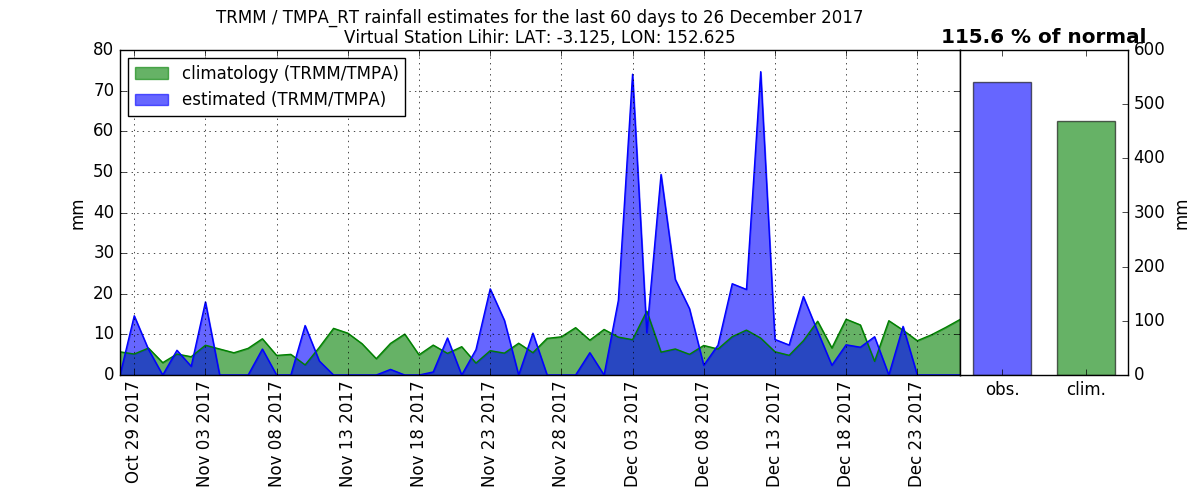 TRMM / TMPA_RT rainfall estimates for the last 60 days to 26 December 2017
Virtual Station Lihir: LAT: -3.125, LON: 152.625
115.6 % of normal
climatology (TRMM/TMPA)
estimated (TRMM/TMPA)
mm
80
70
60
50
40
30
20
10
0
Oct 29 2017
Nov 03 2017
Nov 08 2017
Nov 13 2017
Nov 18 2017
Nov 23 2017
Nov 28 2017
Dec 03 2017
Dec 08 2017
Dec 13 2017
Dec 18 2017
Dec 23 2017
600
500
400
300
200
100
0
mm
obs.
clim.